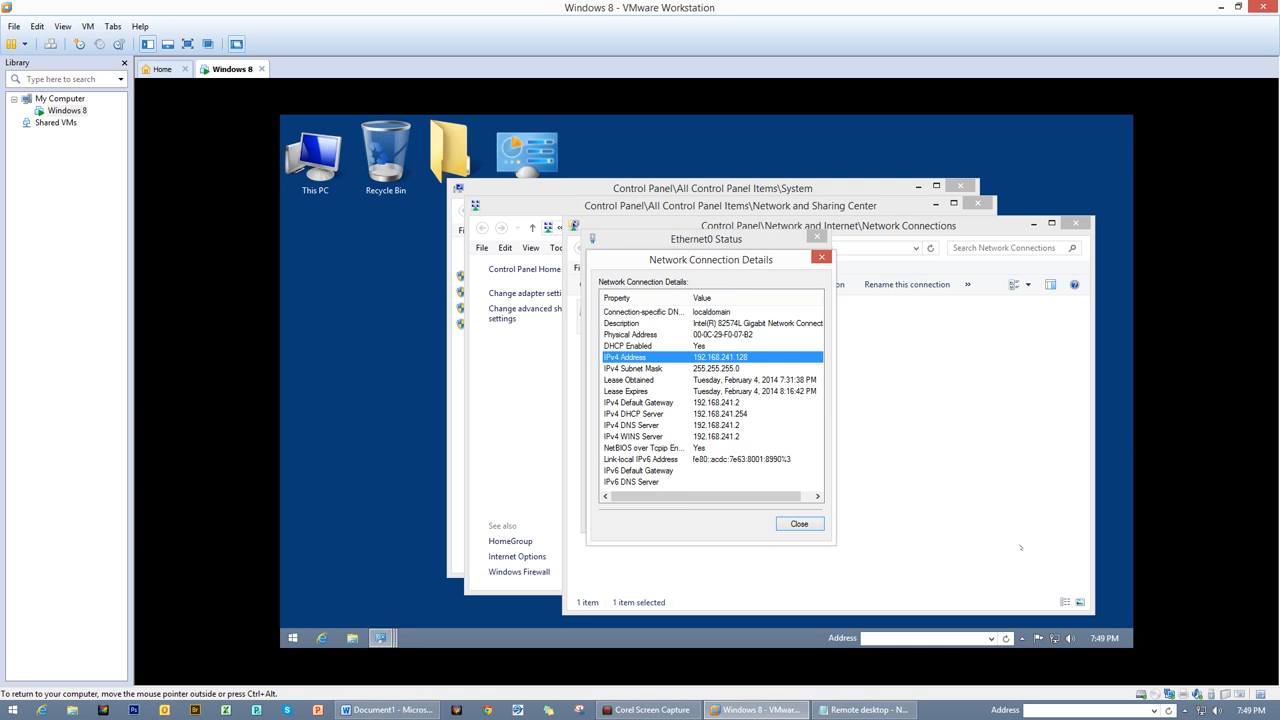 Windows 8 - VMware Workstation
File Edit View VM Tabs Help
Library
Type here to search
My Computer
Windows 8
Shared VMs
Home
Windows 8
This PC
Recycle Bin
Control Panel\All Control Panel Items\System
Control Panel\All Control Panel Items\Network and Sharing Center
Control Panel\Network and Internet\Network Connections
File Edit View
Search Network Connections
Rename this connection »
Control Panel Home
Change adapter setti
Change advanced sh
settings
See also
HomeGroup
Internet Options
Windows Firewall
Ethernet0 Status
Network Connection Details
Network Connection Details:
Property Value
Connection-specific DN... localdomain
Description Intel(R) 82574L Gigabit Network Connect
Physical Address 00-0C-29-F0-07-B2
DHCP Enabled Yes
IPv4 Address 192.168.241.128
IPv4 Subnet Mask 255.255.255.0
Lease Obtained Tuesday, February 4, 2014 7:31:38 PM
Lease Expires Tuesday, February 4, 2014 8:16:42 PM
IPv4 Default Gateway 192.168.241.2
IPv4 DHCP Server 192.168.241.254
IPv4 DNS Server 192.168.241.2
IPv4 WINS Server 192.168.241.2
NetBIOS over Tcpip En... Yes
Link-local IPv6 Address fe80::acdc:7e63:8001:8990%3
IPv6 Default Gateway
IPv6 DNS Server
Close
1 item 1 item selected
Address
7:49 PM
To return to your computer, move the mouse pointer outside or press Ctrl+Alt.
Document1 - Micros...
Corel Screen Capture
Windows 8 - VMwar...
Remote desktop - N...
Address
7:49 PM